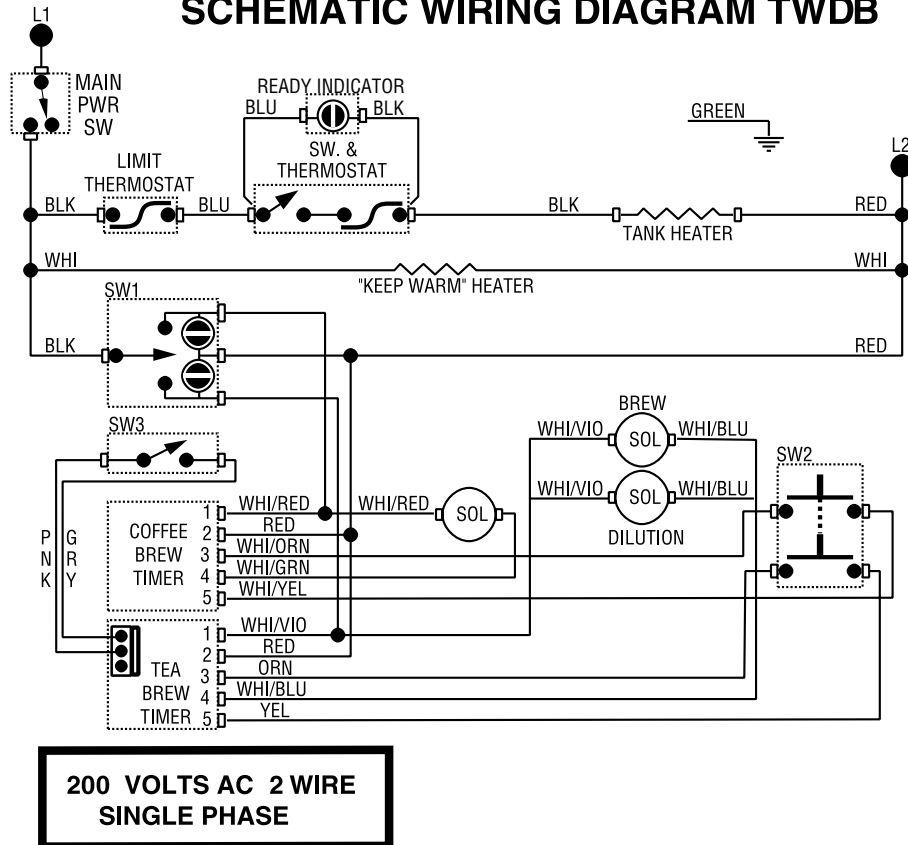 SCHEMATIC WIRING DIAGRAM TWDB
L1
MAIN
PWR
SW
READY INDICATOR
BLU
BLK
GREEN
L2
LIMIT
THERMOSTAT
SW. &
THERMOSTAT
BLK
BLU
BLK
TANK HEATER
RED
WHI
"KEEP WARM" HEATER
WHI
SW1
BLK
RED
SW3
BREW
WHI/VIO
SOL
WHI/BLU
SW2
WHI/VIO
SOL
WHI/BLU
DILUTION
PNK
GRY
COFFEE
BREW
TIMER
1 WHI/RED
WHI/RED
SOL
2 RED
3 WHI/ORN
4 WHI/GRN
5 WHI/YEL
TEA
BREW
TIMER
1 WHI/VIO
2 RED
3 ORN
4 WHI/BLU
5 YEL
200 VOLTS AC 2 WIRE
SINGLE PHASE